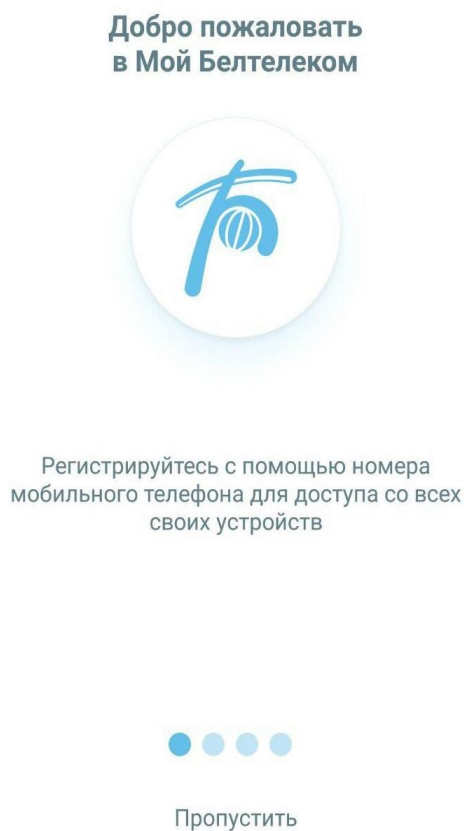 Добро пожаловать
в Мой Белтелеком
Регистрируйтесь с помощью номера
мобильного телефона для доступа со всех
своих устройств
Пропустить